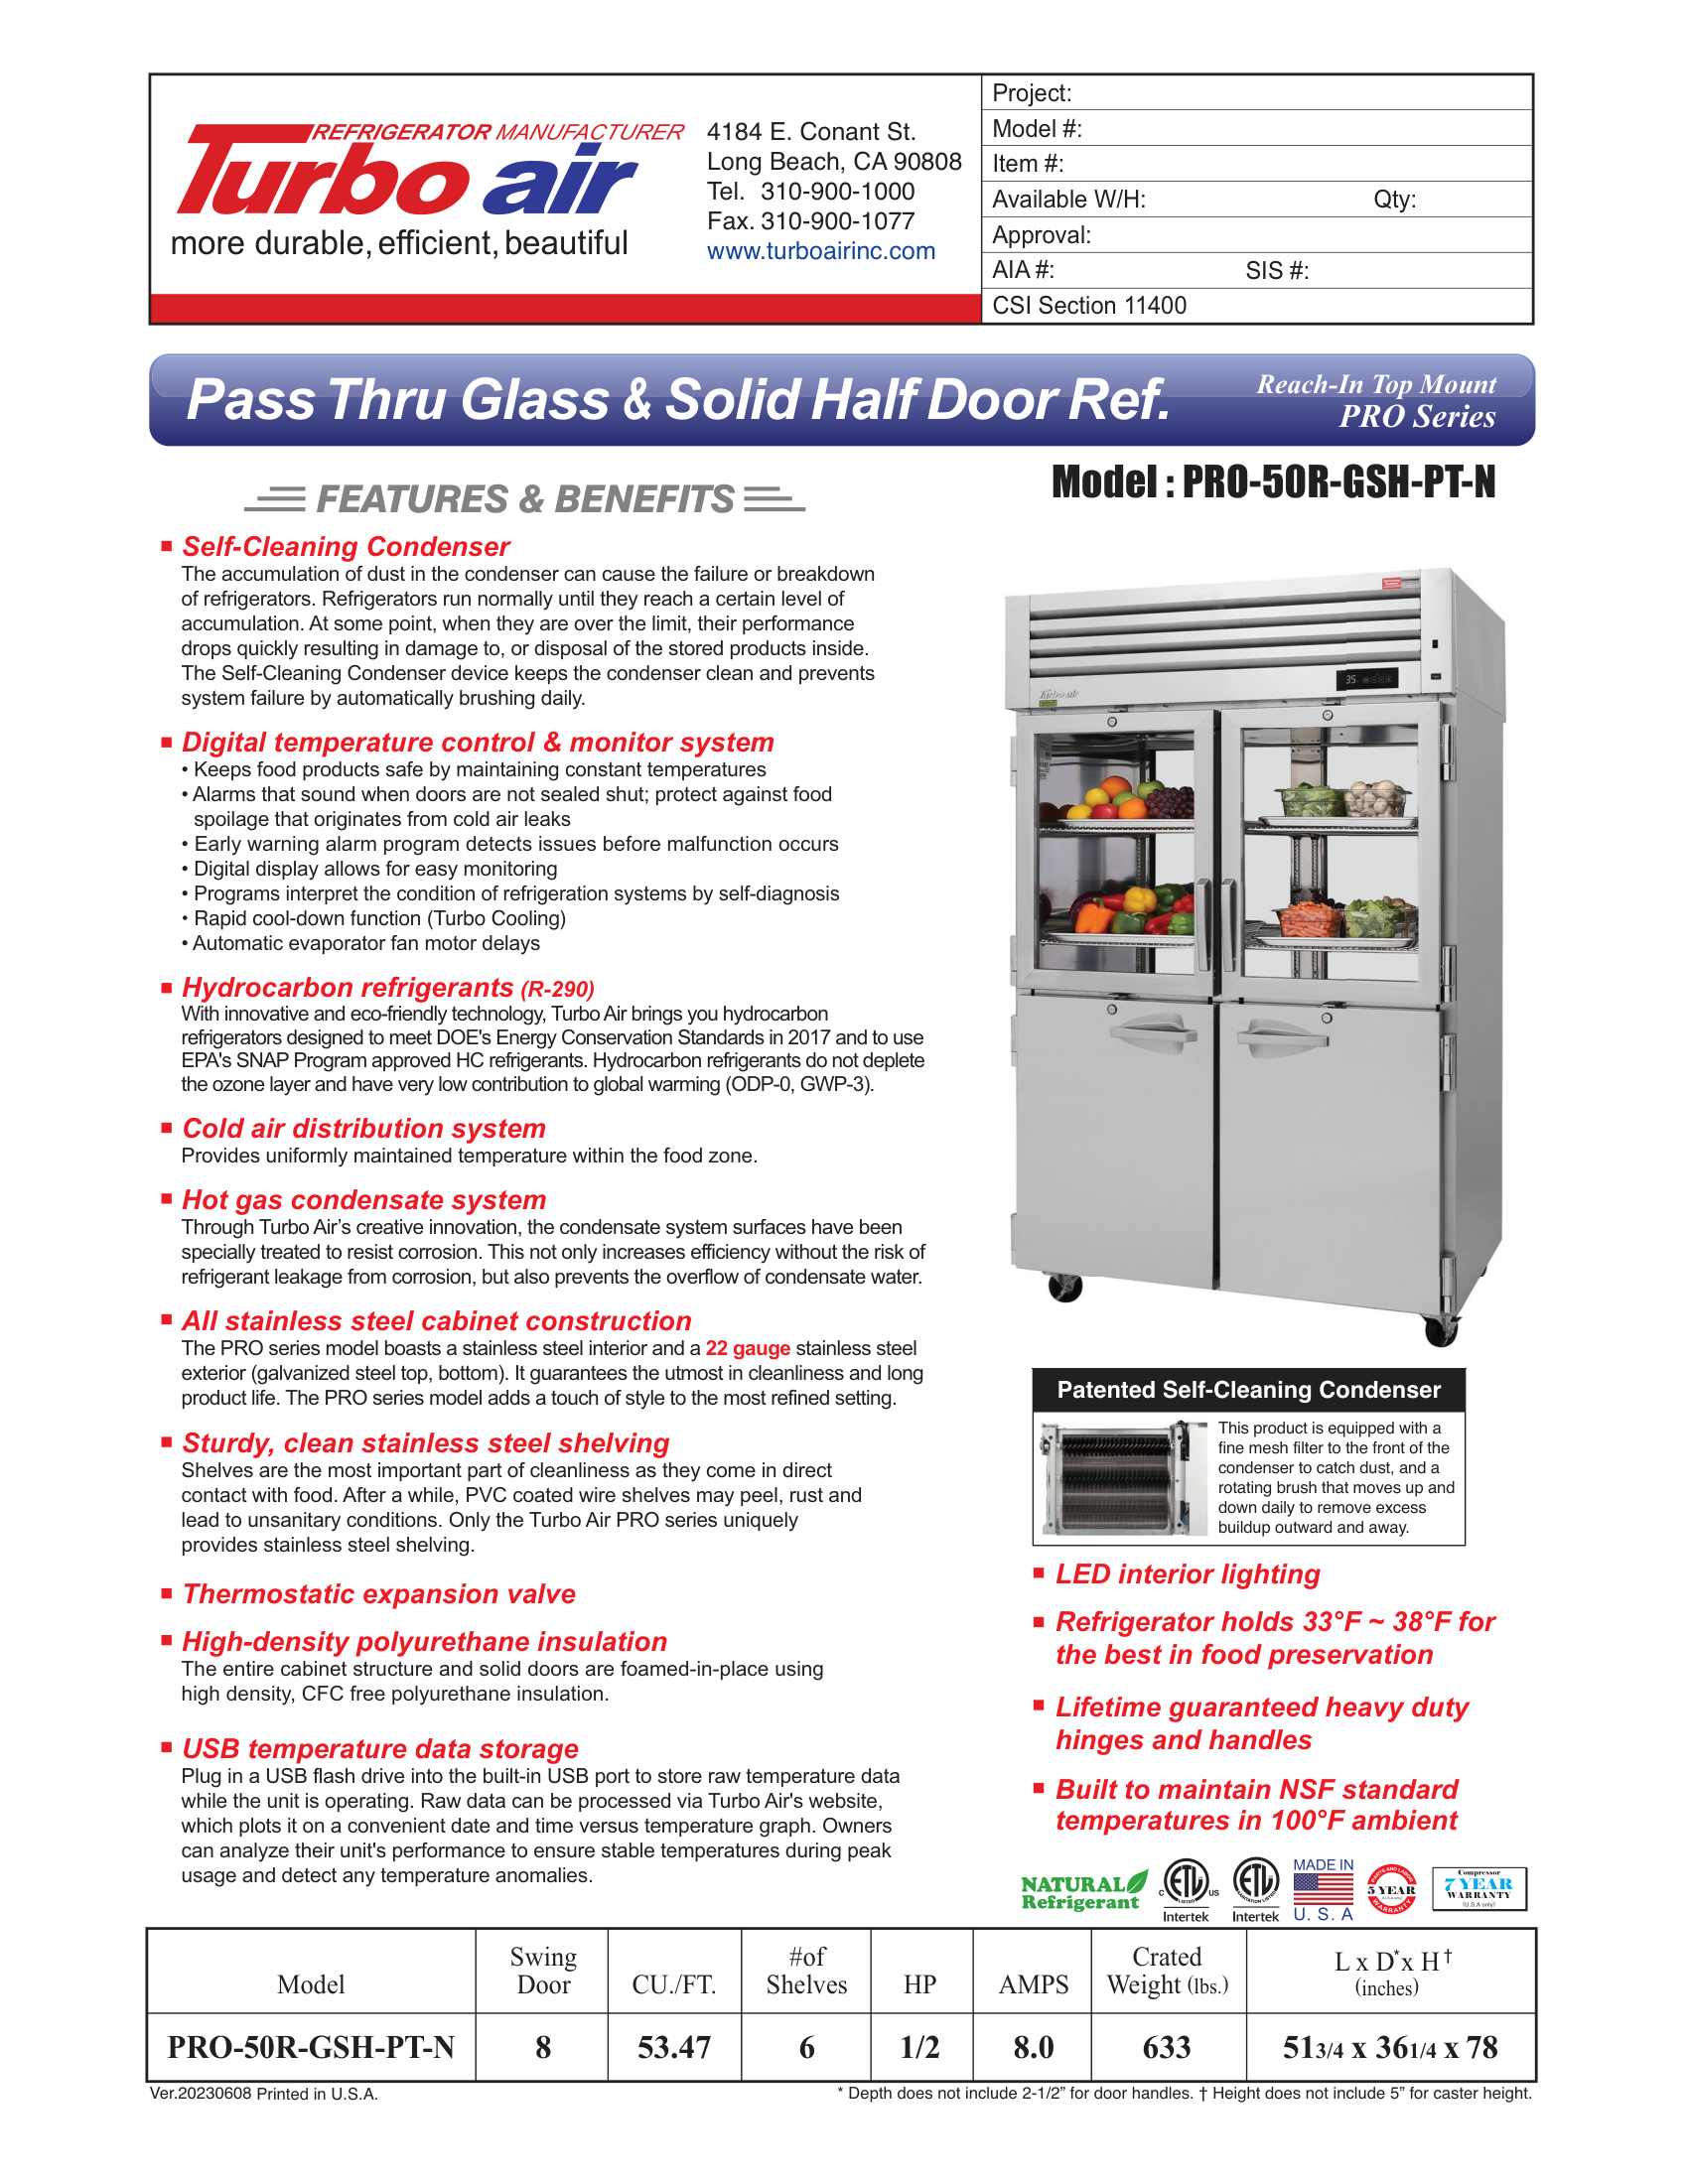 REFRIGERATOR MANUFACTURER
Turbo air
more durable, efficient, beautiful
4184 E. Conant St.
Long Beach, CA 90808
Tel. 310-900-1000
Fax. 310-900-1077
www.turboairinc.com
Project:
Model #:
Item #:
Available W/H: Qty:
Approval:
AIA #: SIS #:
CSI Section 11400
Pass Thru Glass & Solid Half Door Ref.
Reach-In Top Mount
PRO Series
FEATURES & BENEFITS
Model : PRO-50R-GSH-PT-N
Self-Cleaning Condenser
The accumulation of dust in the condenser can cause the failure or breakdown
of refrigerators. Refrigerators run normally until they reach a certain level of
accumulation. At some point, when they are over the limit, their performance
drops quickly resulting in damage to, or disposal of the stored products inside.
The Self-Cleaning Condenser device keeps the condenser clean and prevents
system failure by automatically brushing daily.
Digital temperature control & monitor system
• Keeps food products safe by maintaining constant temperatures
• Alarms that sound when doors are not sealed shut; protect against food
spoilage that originates from cold air leaks
• Early warning alarm program detects issues before malfunction occurs
• Digital display allows for easy monitoring
• Programs interpret the condition of refrigeration systems by self-diagnosis
• Rapid cool-down function (Turbo Cooling)
• Automatic evaporator fan motor delays
Hydrocarbon refrigerants (R-290)
With innovative and eco-friendly technology, Turbo Air brings you hydrocarbon
refrigerators designed to meet DOE's Energy Conservation Standards in 2017 and to use
EPA's SNAP Program approved HC refrigerants. Hydrocarbon refrigerants do not deplete
the ozone layer and have very low contribution to global warming (ODP-0, GWP-3).
Cold air distribution system
Provides uniformly maintained temperature within the food zone.
Hot gas condensate system
Through Turbo Air’s creative innovation, the condensate system surfaces have been
specially treated to resist corrosion. This not only increases efficiency without the risk of
refrigerant leakage from corrosion, but also prevents the overflow of condensate water.
All stainless steel cabinet construction
The PRO series model boasts a stainless steel interior and a 22 gauge stainless steel
exterior (galvanized steel top, bottom). It guarantees the utmost in cleanliness and long
product life. The PRO series model adds a touch of style to the most refined setting.
Sturdy, clean stainless steel shelving
Shelves are the most important part of cleanliness as they come in direct
contact with food. After a while, PVC coated wire shelves may peel, rust and
lead to unsanitary conditions. Only the Turbo Air PRO series uniquely
provides stainless steel shelving.
Thermostatic expansion valve
High-density polyurethane insulation
The entire cabinet structure and solid doors are foamed-in-place using
high density, CFC free polyurethane insulation.
USB temperature data storage
Plug in a USB flash drive into the built-in USB port to store raw temperature data
while the unit is operating. Raw data can be processed via Turbo Air's website,
which plots it on a convenient date and time versus temperature graph. Owners
can analyze their unit's performance to ensure stable temperatures during peak
usage and detect any temperature anomalies.
35
Turbo air
Patented Self-Cleaning Condenser
This product is equipped with a
fine mesh filter to the front of the
condenser to catch dust, and a
rotating brush that moves up and
down daily to remove excess
buildup outward and away.
LED interior lighting
Refrigerator holds 33°F ~ 38°F for
the best in food preservation
Lifetime guaranteed heavy duty
hinges and handles
Built to maintain NSF standard
temperatures in 100°F ambient
NATURAL
Refrigerant
C ETL US
LISTED
Intertek
ETL
SANITATION LISTED
Intertek
MADE IN
U. S. A
PARTS AND LABOR
5 YEAR
WARRANTY
Compressor
7 YEAR
WARRANTY
(U.S.A only)
Model
Swing
Door
CU./FT.
#of
Shelves
HP
AMPS
Crated
Weight (lbs.)
L x D* x H†
(inches)
PRO-50R-GSH-PT-N 8 53.47 6 1/2 8.0 633 51 3/4 x 36 1/4 x 78
Ver.20230608 Printed in U.S.A.
* Depth does not include 2-1/2” for door handles. † Height does not include 5” for caster height.